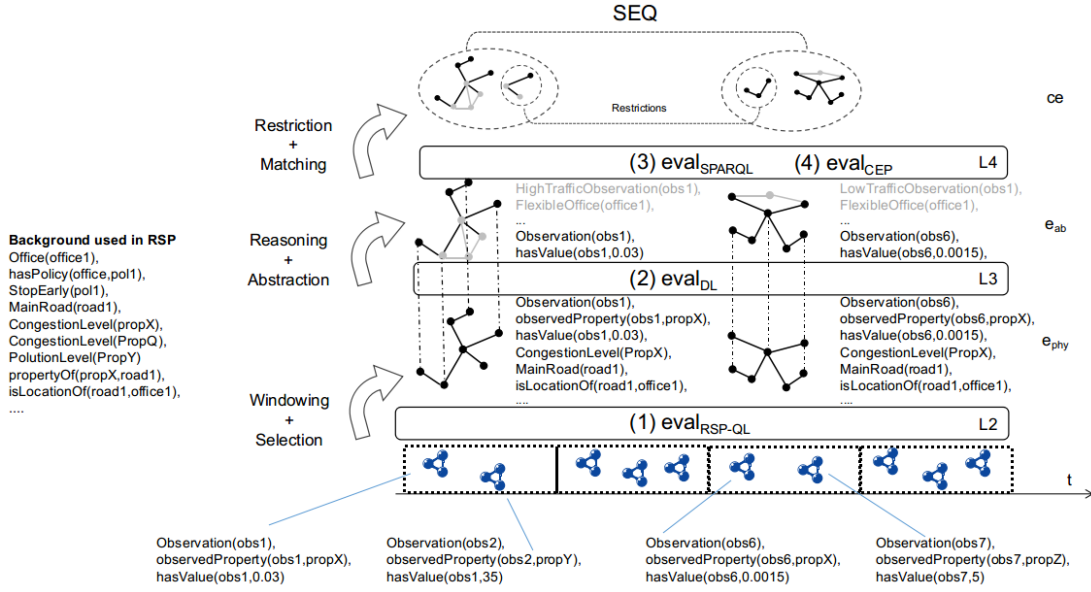 SEQ
Restrictions
ce
Restriction
+
Matching
(3) evalSPARQL
(4) evalCEP
L4
HighTrafficObservation(obs1),
FlexibleOffice(office1),
...
Observation(obs1),
hasValue(obs1,0.03)
LowTrafficObservation(obs1),
FlexibleOffice(office1),
...
Observation(obs6),
hasValue(obs6,0.0015),
eab
Reasoning
+
Abstraction
(2) evalDL
L3
Background used in RSP
Office(office1),
hasPolicy(office,pol1),
StopEarly(pol1),
MainRoad(road1),
CongestionLevel(propX),
CongestionLevel(PropQ),
PolutionLevel(PropY)
propertyOf(propX,road1),
isLocationOf(road1,office1),
....
Observation(obs1),
observedProperty(obs1,propX),
hasValue(obs1,0.03),
CongestionLevel(PropX),
MainRoad(road1),
isLocationOf(road1,office1),
....
Observation(obs6),
observedProperty(obs6,propX),
hasValue(obs6,0.0015),
CongestionLevel(PropX),
MainRoad(road1),
isLocationOf(road1,office1),
....
ephy
Windowing
+
Selection
(1) evalRSP-QL
L2
t
Observation(obs1),
observedProperty(obs1,propX),
hasValue(obs1,0.03)
Observation(obs2),
observedProperty(obs2,propY),
hasValue(obs1,35)
Observation(obs6),
observedProperty(obs6,propX),
hasValue(obs6,0.0015)
Observation(obs7),
observedProperty(obs7,propZ),
hasValue(obs7,5)